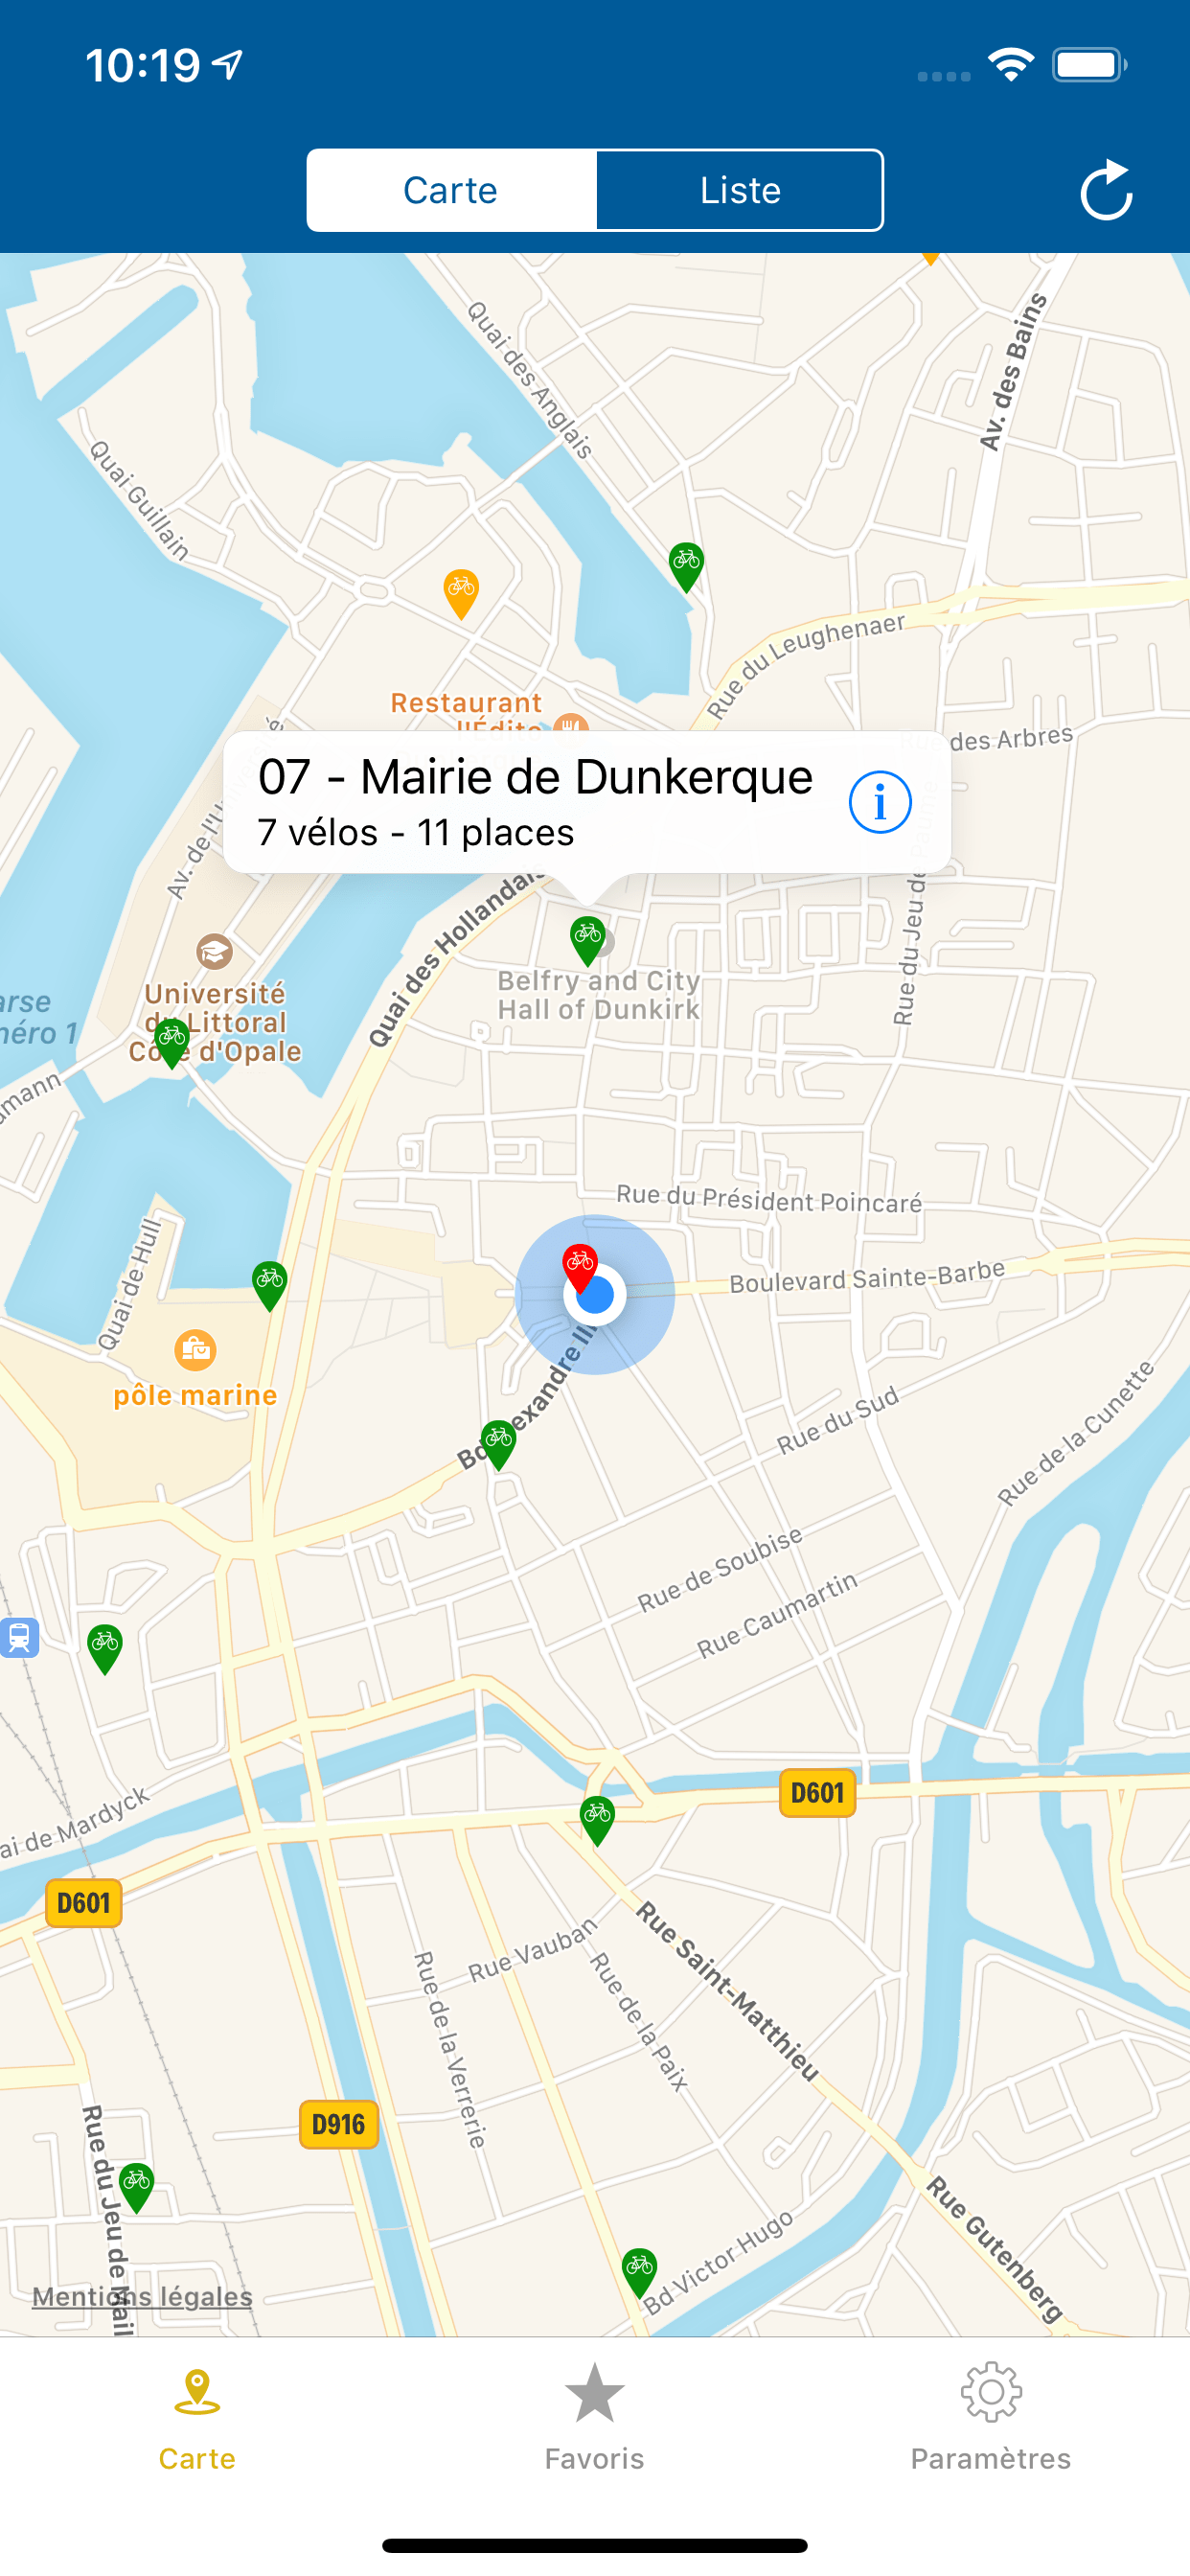 10:19
Carte
Liste
Quai des Anglais
Av. des Bains
Quai Guillain
Rue du Leughenaer
Restaurant
des Arbres
07 - Mairie de Dunkerque
7 vélos - 11 places
Av. de l'
Quai des Hollandais
Rue du Jeu de
Belfry and City
Hall of Dunkirk
Université
du Littoral
Côte d'Opale
arse
néro 1
mann
Rue du Président Poincaré
Quai de Hull
Boulevard Sainte-Barbe
pôle marine
Bd
exandre III
Rue du Sud
Rue de la Cunette
Rue de Soubise
Rue Caumartin
D601
ai de Mardyck
D601
Rue Saint-Matthieu
Rue Vauban
Rue de la Paix
Rue de la Verrerie
D916
Rue du Jeu de Mail
Rue Gutenberg
Bd Victor Hugo
Mentions légales
Carte
Favoris
Paramètres